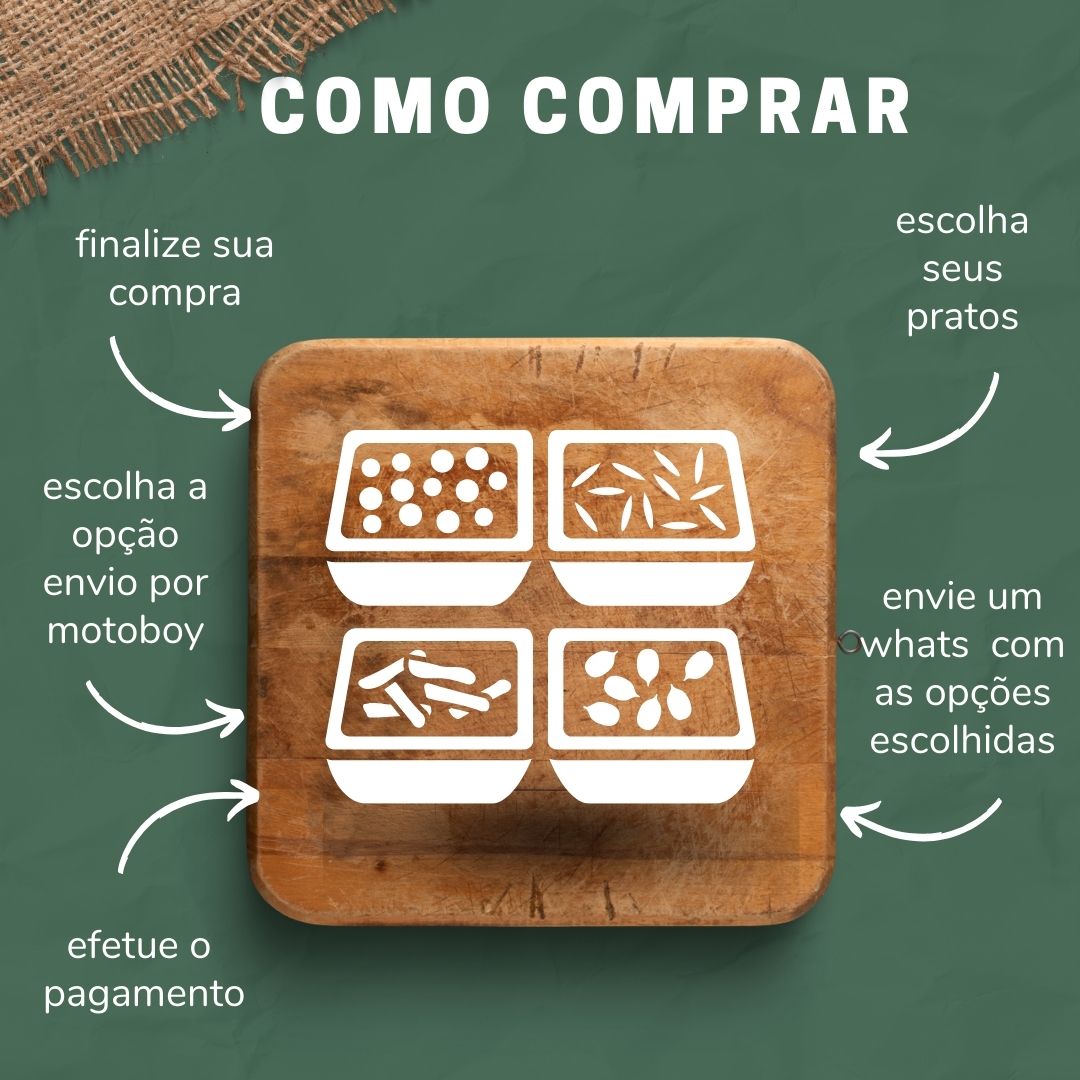 COMO COMPRAR
finalize sua
compra
escolha
seus
pratos
escolha a
opção
envio por
motoboy
envie um
whats  com
as opções
escolhidas
efetue o
pagamento